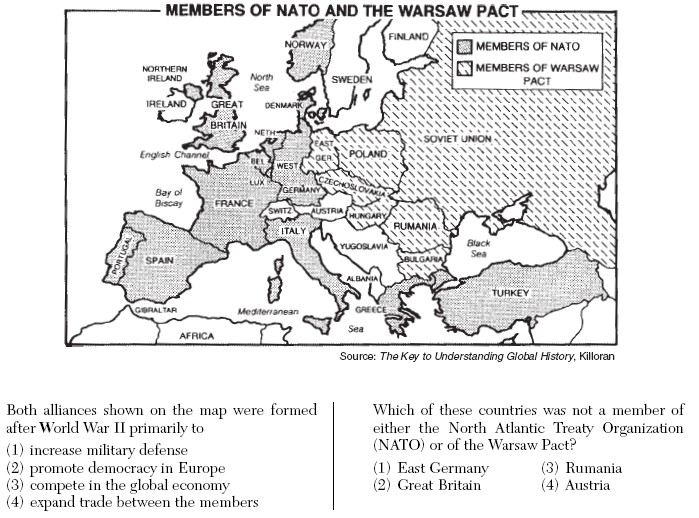 MEMBERS OF NATO AND THE WARSAW PACT
FINLAND
NORWAY
MEMBERS OF NATO
MEMBERS OF WARSAW
PACT
NORTHERN
IRELAND
North
Sea
SWEDEN
IRELAND
GREAT
BRITAIN
DENMARK
SOVIET UNION
NETH
English Channel
EAST
GER.
POLAND
BEL
WEST
GERMANY
LUX
CZECHOSLOVAKIA
Bay of
Biscay
FRANCE
SWITZ
AUSTRIA
HUNGARY
RUMANIA
ITALY
YUGOSLAVIA
Black
Sea
PORTUGAL
SPAIN
BULGARIA
ALBANIA
TURKEY
GIBRALTAR
Mediterranean
Sea
GREECE
AFRICA
Source: The Key to Understanding Global History, Killoran
Both alliances shown on the map were formed
after World War II primarily to
(1) increase military defense
(2) promote democracy in Europe
(3) compete in the global economy
(4) expand trade between the members
Which of these countries was not a member of
either the North Atlantic Treaty Organization
(NATO) or of the Warsaw Pact?
(1) East Germany (3) Rumania
(2) Great Britain (4) Austria